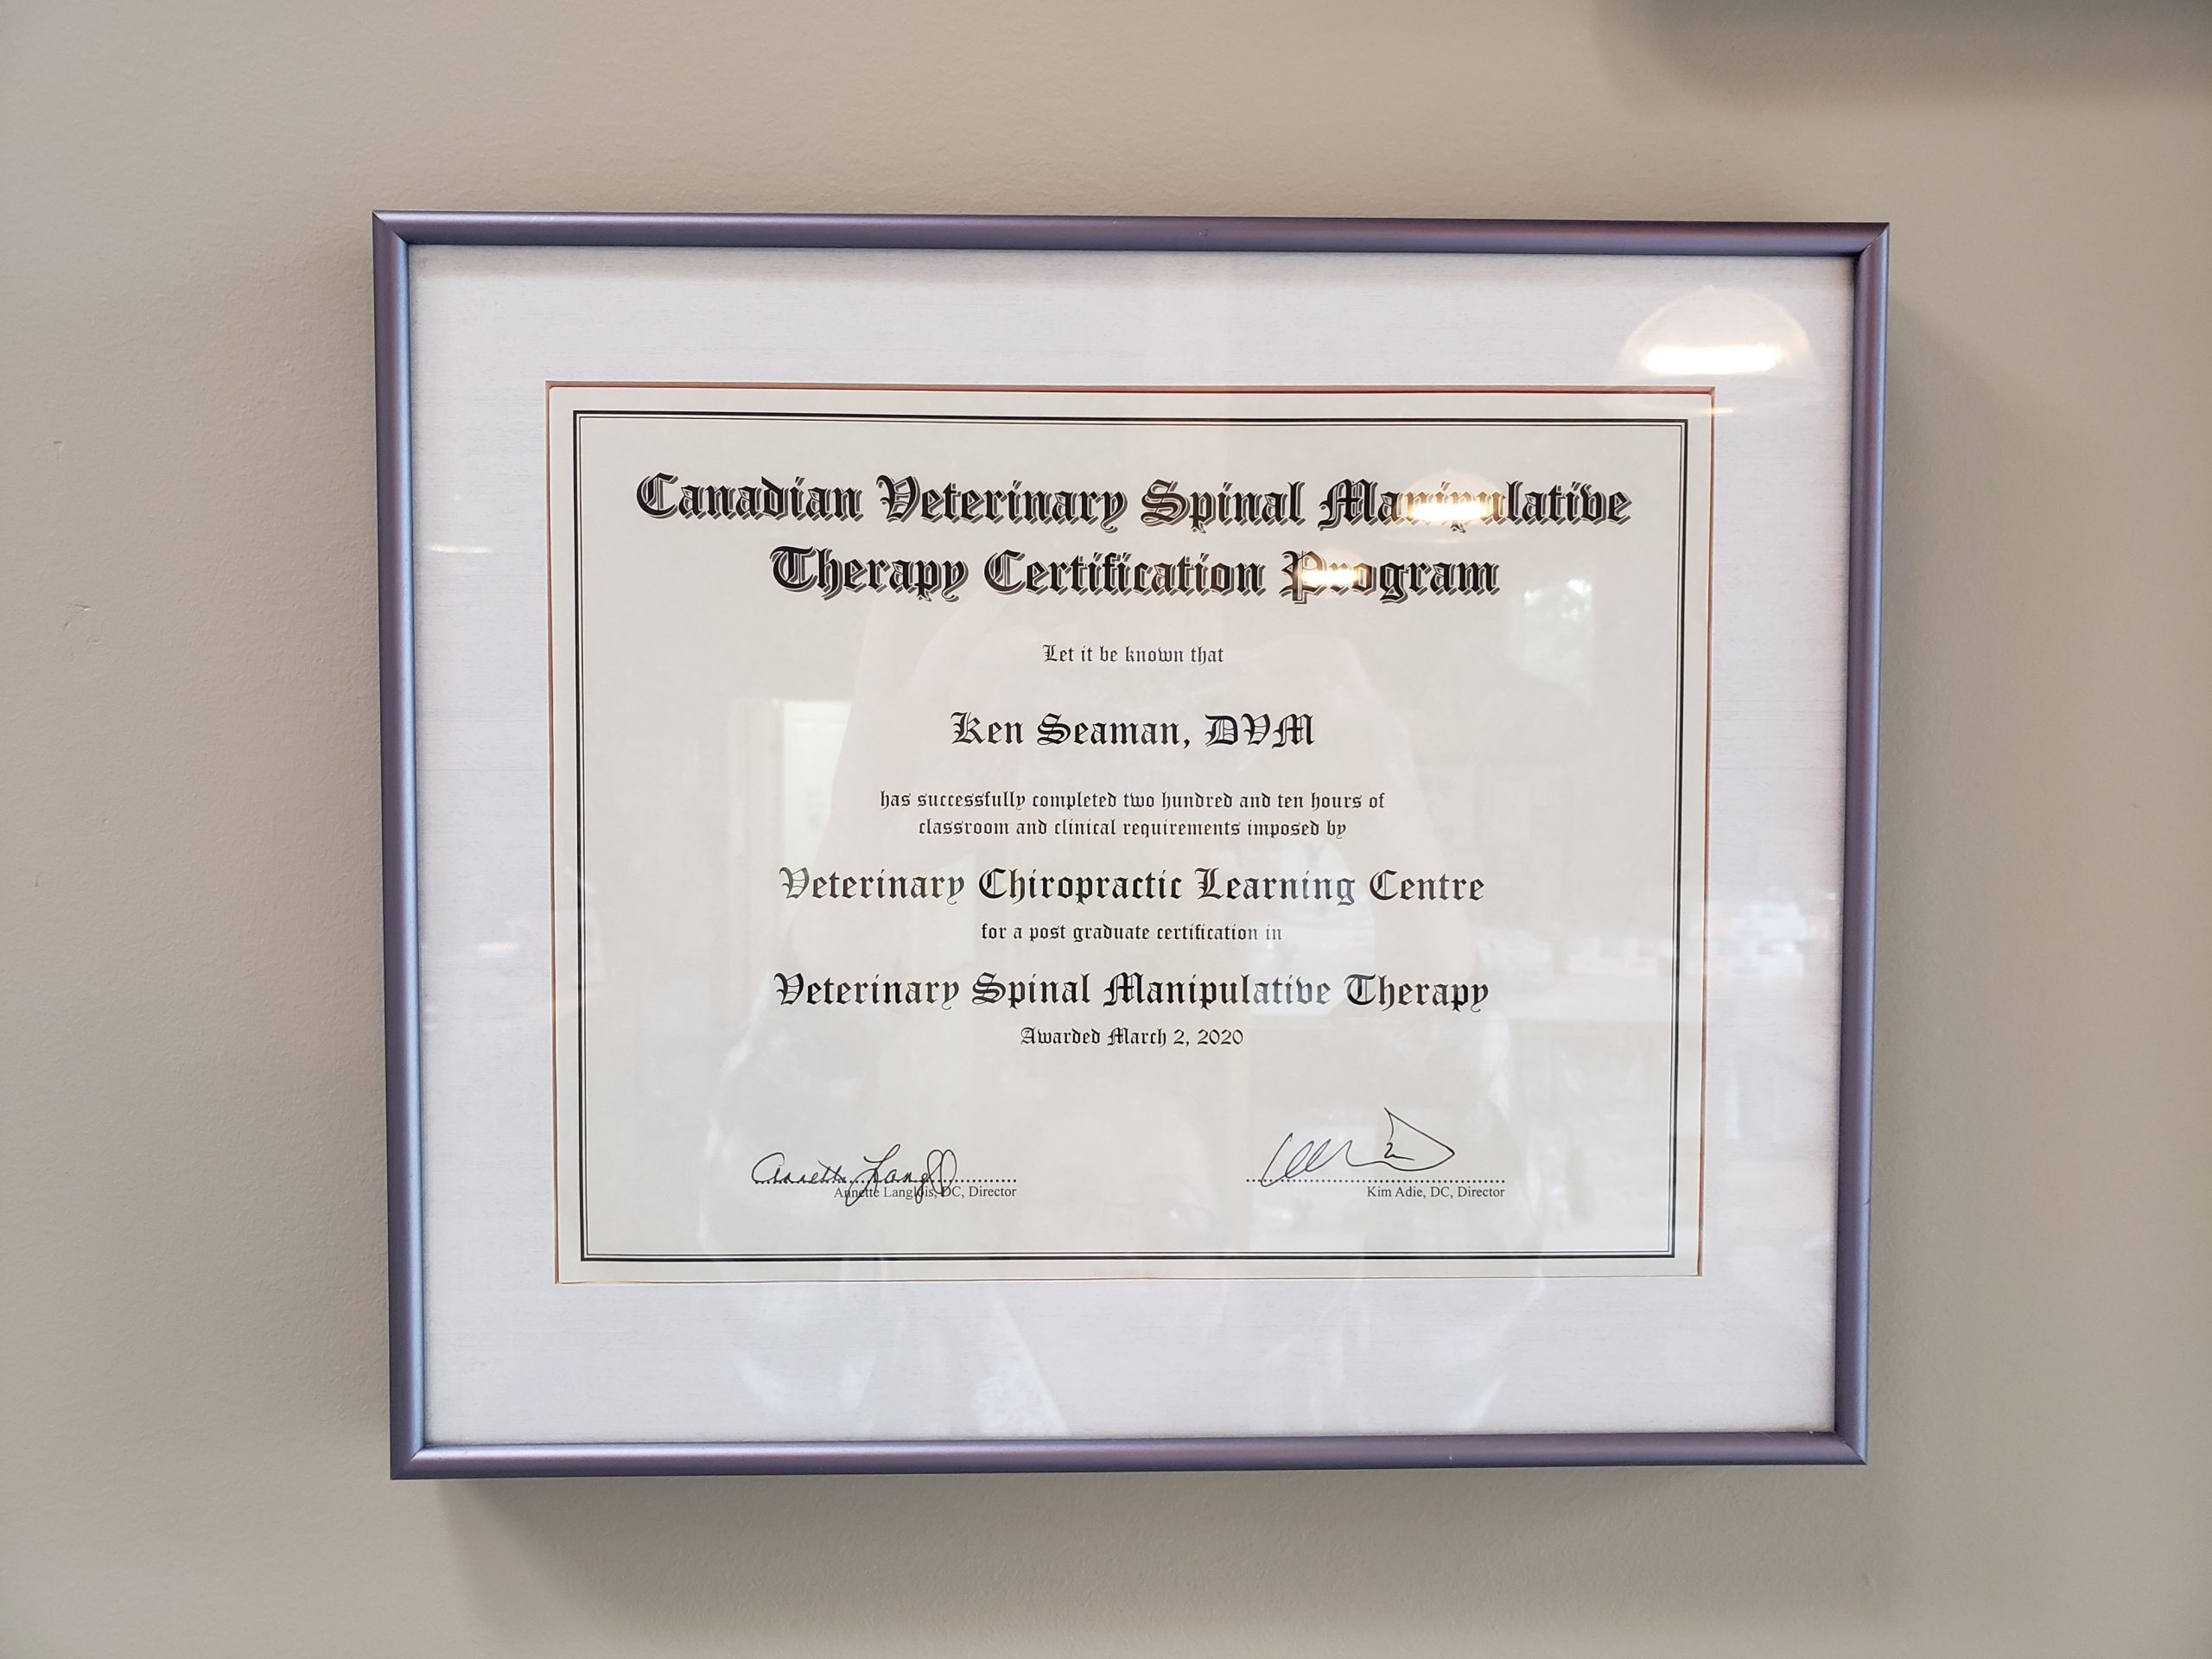 Canadian Veterinary Spinal Manipulative
Therapy Certification Program
Let it be known that
Ken Seaman, DVM
has successfully completed two hundred and ten hours of
classroom and clinical requirements imposed by
Veterinary Chiropractic Learning Centre
for a post graduate certification in
Veterinary Spinal Manipulative Therapy
Awarded March 2, 2020
Annette Langlois, DC, Director
Kim Adie, DC, Director